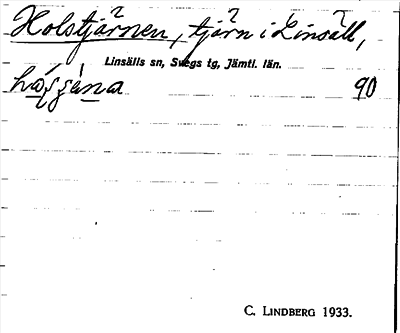 Holstjärnen, tjärn i Linsäll,
Linsälls sn, Svegs tg, Jämtl. län.
90
C. LINDBERG 1933.